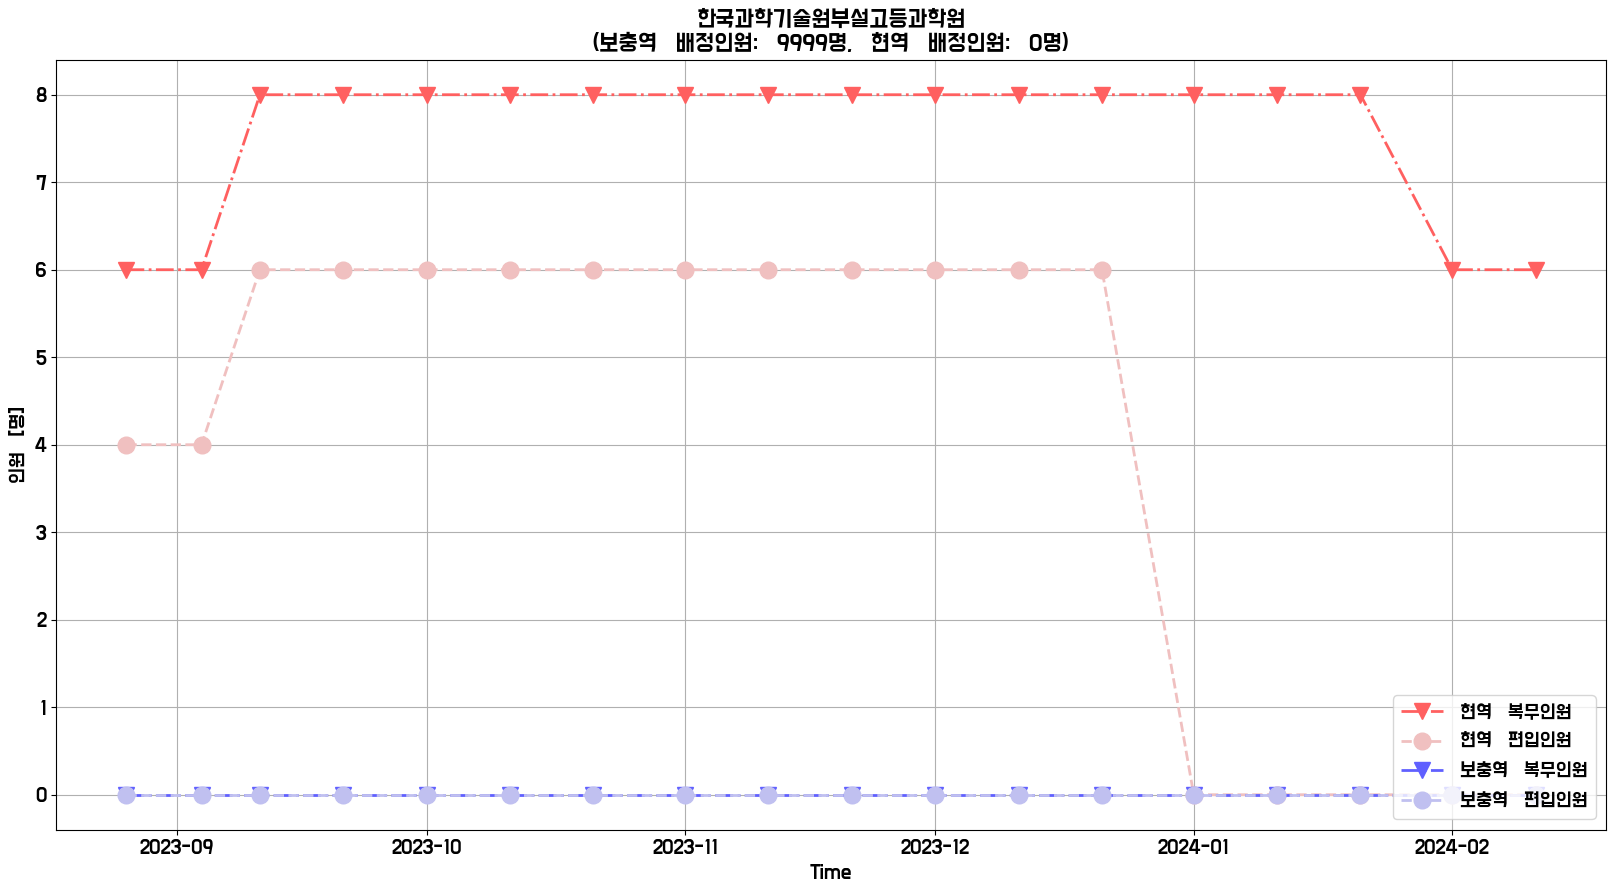 한국과학기술원부설고등과학원
(보충역 배정인원: 9999명, 현역 배정인원: 0명)
8
7
6
5
4
3
2
1
0
인원 [명]
2023-09 2023-10 2023-11 2023-12 2024-01 2024-02
Time
현역 복무인원
현역 편입인원
보충역 복무인원
보충역 편입인원